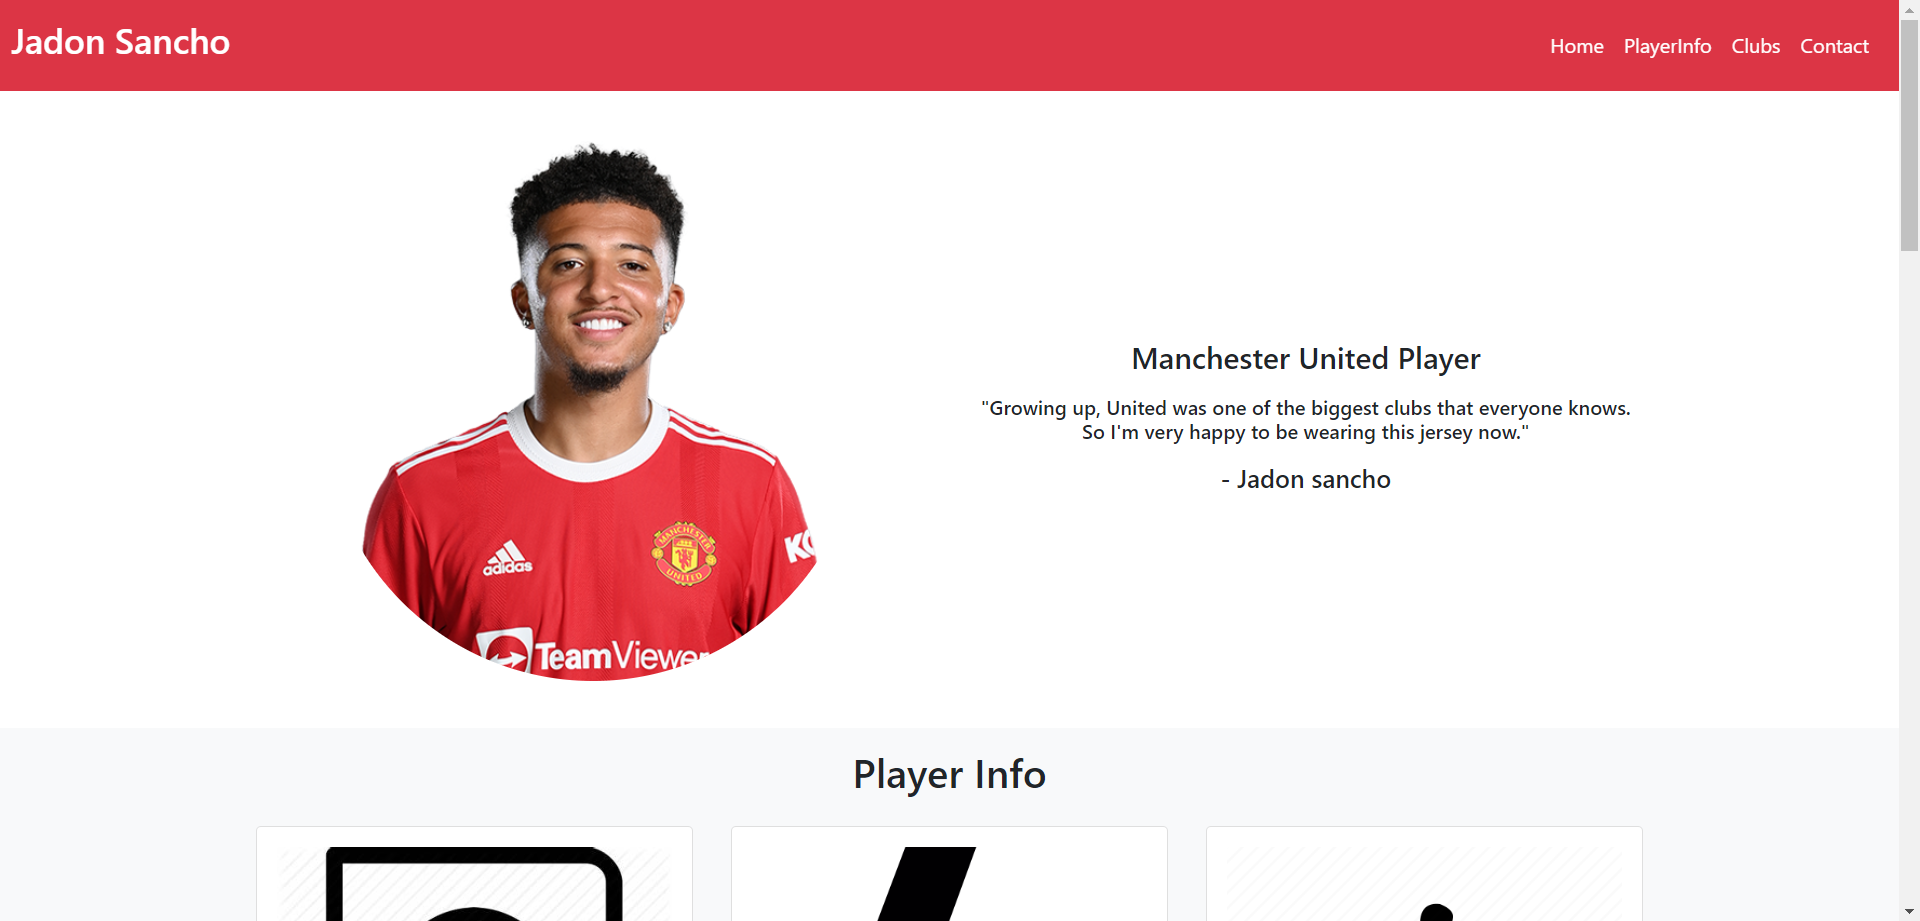 Jadon Sancho
Home PlayerInfo Clubs Contact
Manchester United Player
"Growing up, United was one of the biggest clubs that everyone knows.
So I'm very happy to be wearing this jersey now."
- Jadon sancho
adidas
MANCHESTER
UNITED
TeamViewer
Player Info